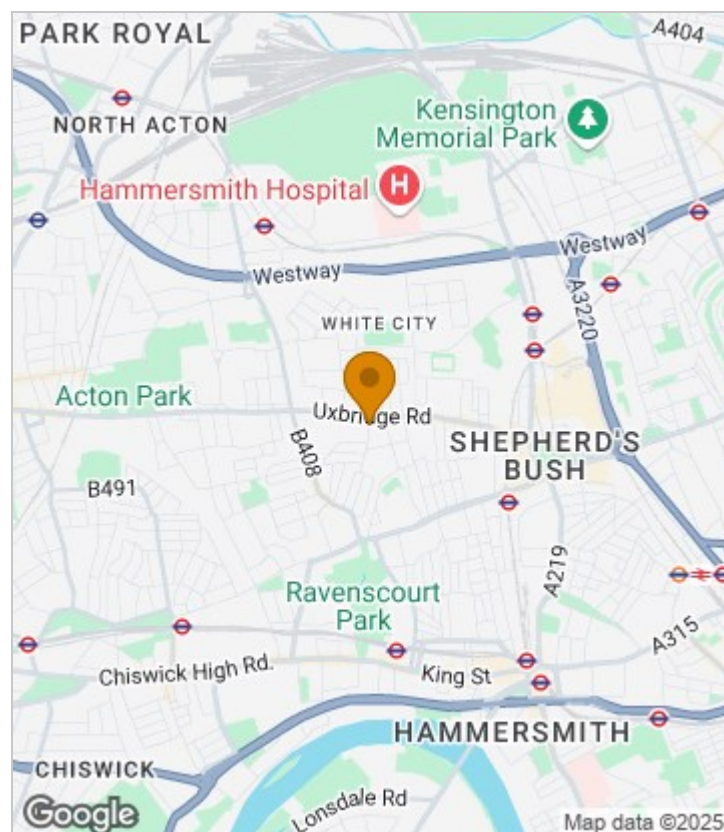 PARK ROYAL
A404
NORTH ACTON
Kensington
Memorial Park
Hammersmith Hospital
H
Westway
Westway
A3220
WHITE CITY
Acton Park
Uxbridge Rd
SHEPHERD'S
BUSH
B408
B491
A219
Ravenscourt
Park
A315
Chiswick High Rd.
King St
HAMMERSMITH
CHISWICK
Lonsdale Rd
Google
Map data ©2025